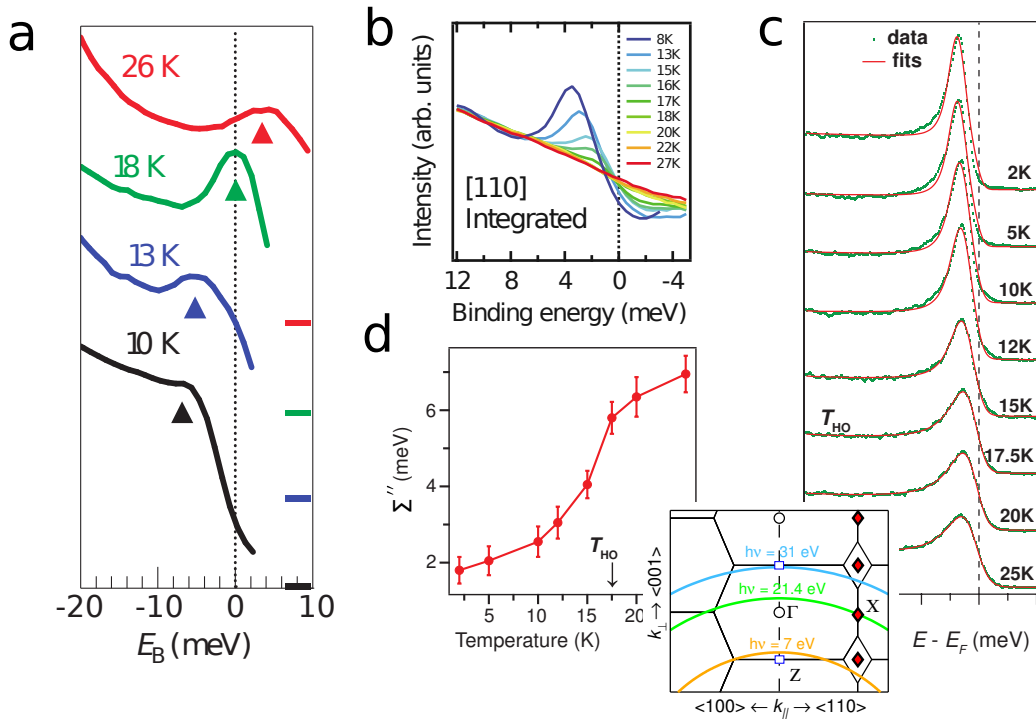 a
26 K
18 K
13 K
10 K
-20
-10
0
10
E_B (meV)
b
Intensity (arb. units)
8K
13K
15K
16K
17K
18K
20K
22K
27K
[110]
Integrated
12
8
4
0
-4
Binding energy (meV)
c
data
fits
2K
5K
10K
12K
15K
T_HO
17.5K
20K
25K
E - E_F (meV)
d
Σ″ (meV)
6
4
2
T_HO
5
10
15
20
Temperature (K)
k⊥ → <001>
hν = 31 eV
hν = 21.4 eV
Γ
X
hν = 7 eV
Z
<100> ← k_// → <110>